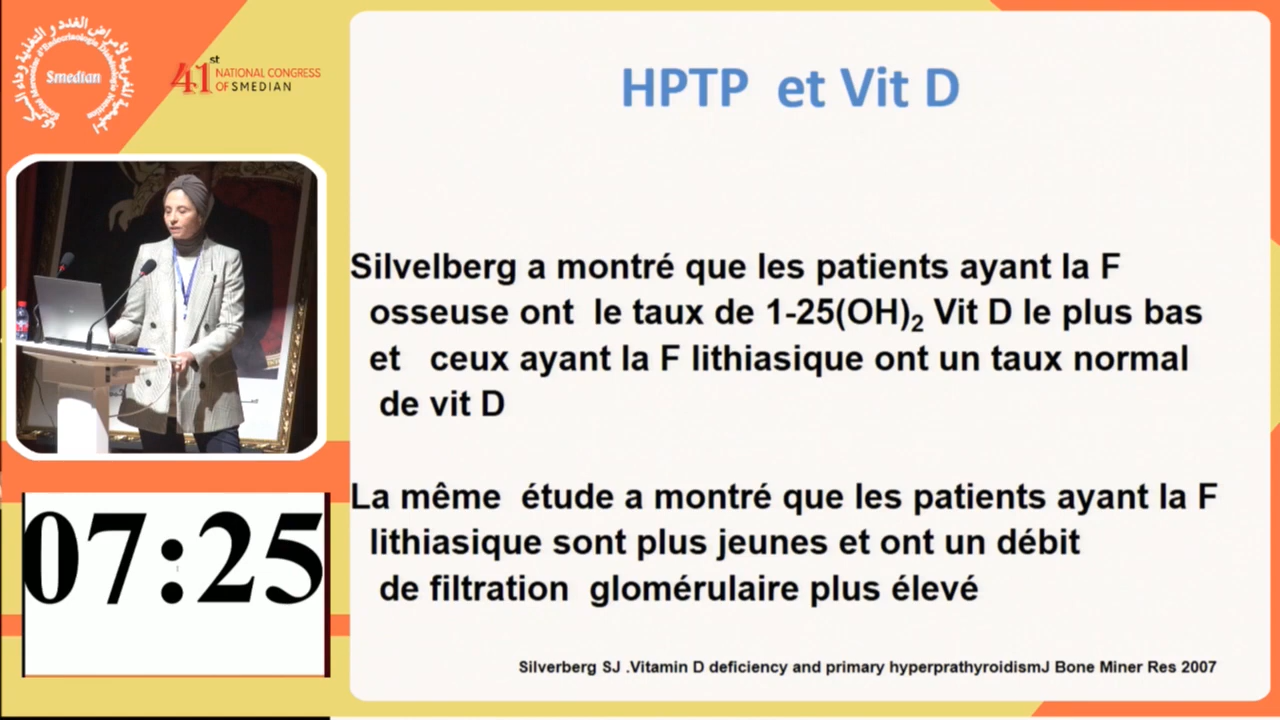 Smedian
41st
NATIONAL CONGRESS
OF SMEDIAN
HPTP et Vit D
Silvelberg a montré que les patients ayant la F
osseuse ont le taux de 1-25(OH)₂ Vit D le plus bas
et ceux ayant la F lithiasique ont un taux normal
de vit D
La même étude a montré que les patients ayant la F
lithiasique sont plus jeunes et ont un débit
de filtration glomérulaire plus élevé
Silverberg SJ .Vitamin D deficiency and primary hyperprathyroidismJ Bone Miner Res 2007
07:25